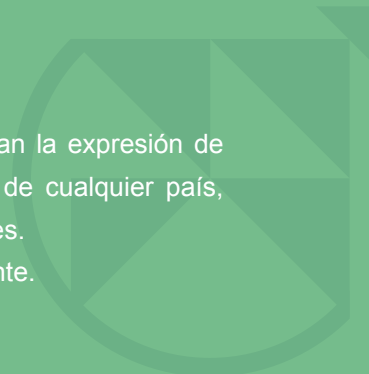 an la expresión de
de cualquier país,
es.
nte.